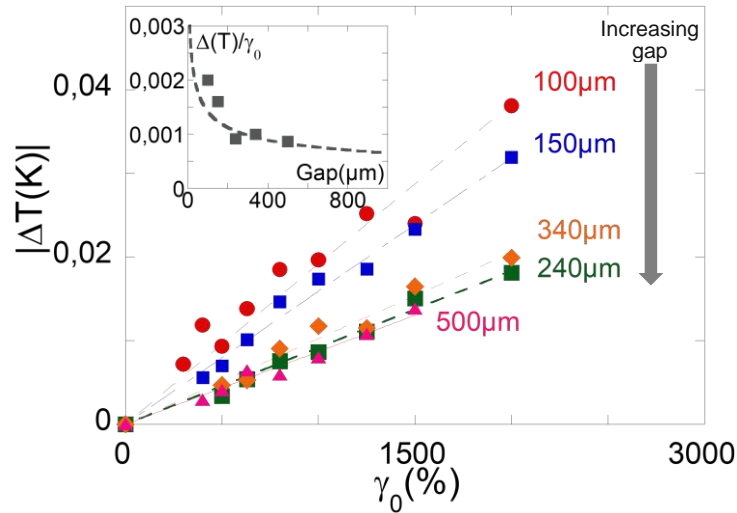 0,003
Δ(T)/γ₀
0,002
0,001
0
Gap(µm)
0
400
800
Increasing
gap
100µm
150µm
340µm
240µm
500µm
|ΔT(K)|
0,04
0,02
0
0
1500
3000
γ₀(%)